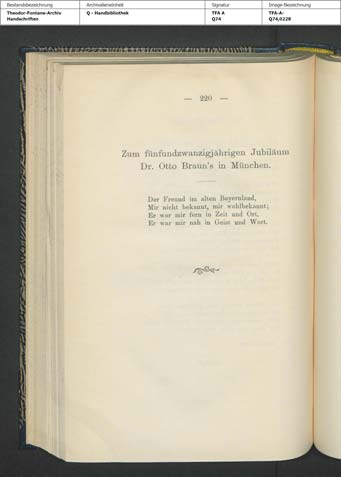 Bestandsbezeichnung
Archivalieneinheit
Signatur
Image-Bezeichnung
Theodor-Fontane-Archiv
Handschriften
Q - Handbibliothek
TFA A
Q74
TFA-A-
Q74,0228
— 220 —
Zum fünfundzwanzigjährigen Jubiläum
Dr. Otto Braun's in München.
Der Freund im alten Bayernland,
Mir nicht bekannt, mir wahlbekannt;
Er war mir fern in Zeit und Ort,
Er war mir nah in Geist und Wort.